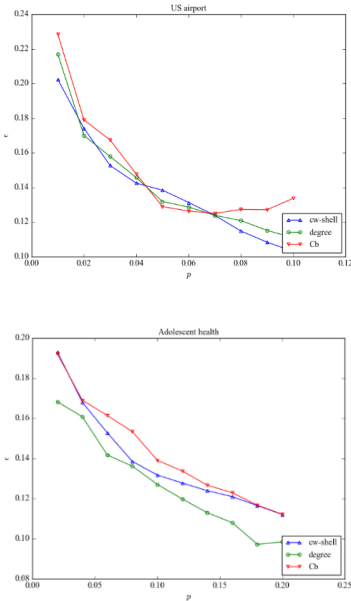 US airport
0.24
0.22
0.20
0.18
0.16
0.14
0.12
0.10
ϵ
cw-shell
degree
Cb
0.00 0.02 0.04 0.06 0.08 0.10 0.12
p
Adolescent health
0.20
0.18
0.16
0.14
0.12
0.10
0.08
ϵ
cw-shell
degree
Cb
0.00 0.05 0.10 0.15 0.20 0.25
p